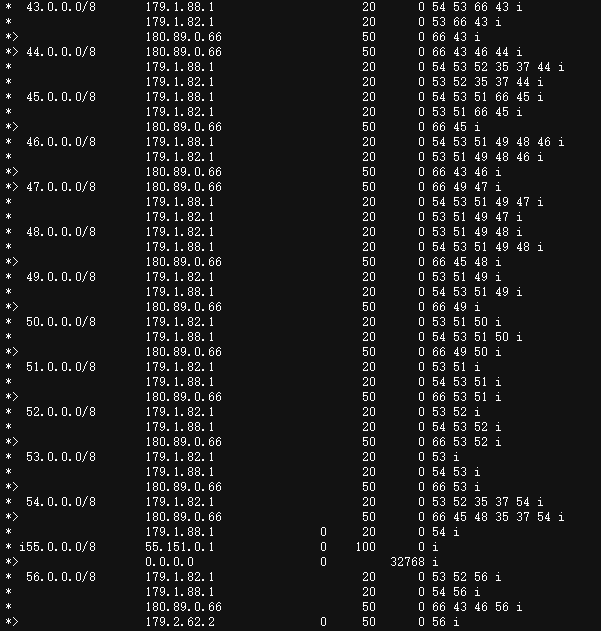 *  43.0.0.0/8       179.1.88.1                    20      0 54 53 66 43 i
*                   179.1.82.1                    20      0 53 66 43 i
*>                  180.89.0.66                   50      0 66 43 i
*> 44.0.0.0/8       180.89.0.66                   50      0 66 43 46 44 i
*                   179.1.88.1                    20      0 54 53 52 35 37 44 i
*                   179.1.82.1                    20      0 53 52 35 37 44 i
*  45.0.0.0/8       179.1.88.1                    20      0 54 53 51 66 45 i
*                   179.1.82.1                    20      0 53 51 66 45 i
*>                  180.89.0.66                   50      0 66 45 i
*  46.0.0.0/8       179.1.88.1                    20      0 54 53 51 49 48 46 i
*                   179.1.82.1                    20      0 53 51 49 48 46 i
*>                  180.89.0.66                   50      0 66 43 46 i
*> 47.0.0.0/8       180.89.0.66                   50      0 66 49 47 i
*                   179.1.88.1                    20      0 54 53 51 49 47 i
*                   179.1.82.1                    20      0 53 51 49 47 i
*  48.0.0.0/8       179.1.82.1                    20      0 53 51 49 48 i
*                   179.1.88.1                    20      0 54 53 51 49 48 i
*>                  180.89.0.66                   50      0 66 45 48 i
*  49.0.0.0/8       179.1.82.1                    20      0 53 51 49 i
*                   179.1.88.1                    20      0 54 53 51 49 i
*>                  180.89.0.66                   50      0 66 49 i
*  50.0.0.0/8       179.1.82.1                    20      0 53 51 50 i
*                   179.1.88.1                    20      0 54 53 51 50 i
*>                  180.89.0.66                   50      0 66 49 50 i
*  51.0.0.0/8       179.1.82.1                    20      0 53 51 i
*                   179.1.88.1                    20      0 54 53 51 i
*>                  180.89.0.66                   50      0 66 53 51 i
*  52.0.0.0/8       179.1.82.1                    20      0 53 52 i
*                   179.1.88.1                    20      0 54 53 52 i
*>                  180.89.0.66                   50      0 66 53 52 i
*  53.0.0.0/8       179.1.82.1                    20      0 53 i
*                   179.1.88.1                    20      0 54 53 i
*>                  180.89.0.66                   50      0 66 53 i
*  54.0.0.0/8       179.1.82.1                    20      0 53 52 35 37 54 i
*>                  180.89.0.66                   50      0 66 45 48 35 37 54 i
*                   179.1.88.1               0    20      0 54 i
* i55.0.0.0/8       55.151.0.1               0   100      0 i
*>                  0.0.0.0                  0        32768 i
*  56.0.0.0/8       179.1.82.1                    20      0 53 52 56 i
*                   179.1.88.1                    20      0 54 56 i
*                   180.89.0.66                   50      0 66 43 46 56 i
*>                  179.2.62.2               0    50      0 56 i